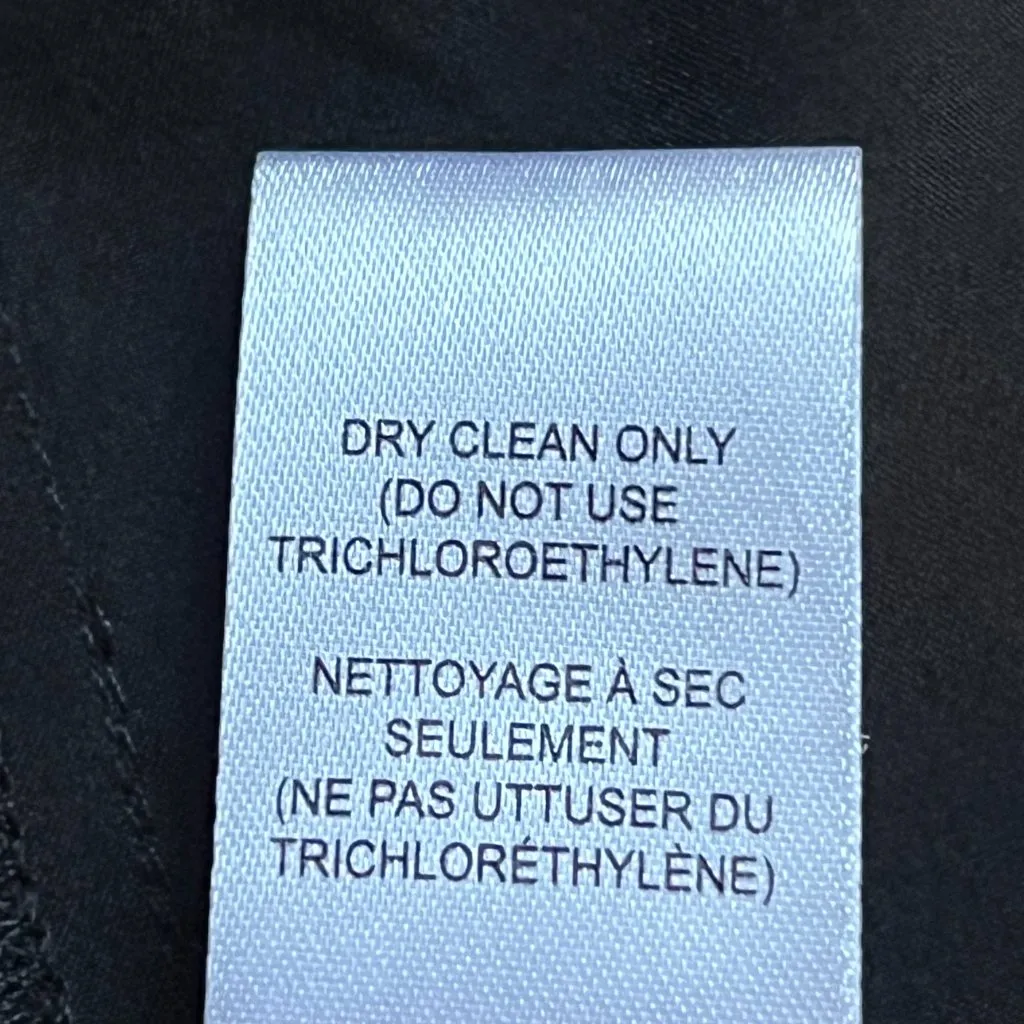 DRY CLEAN ONLY
(DO NOT USE
TRICHLOROETHYLENE)
NETTOYAGE À SEC
SEULEMENT
(NE PAS UTTUSER DU
TRICHLORÉTHYLÈNE)